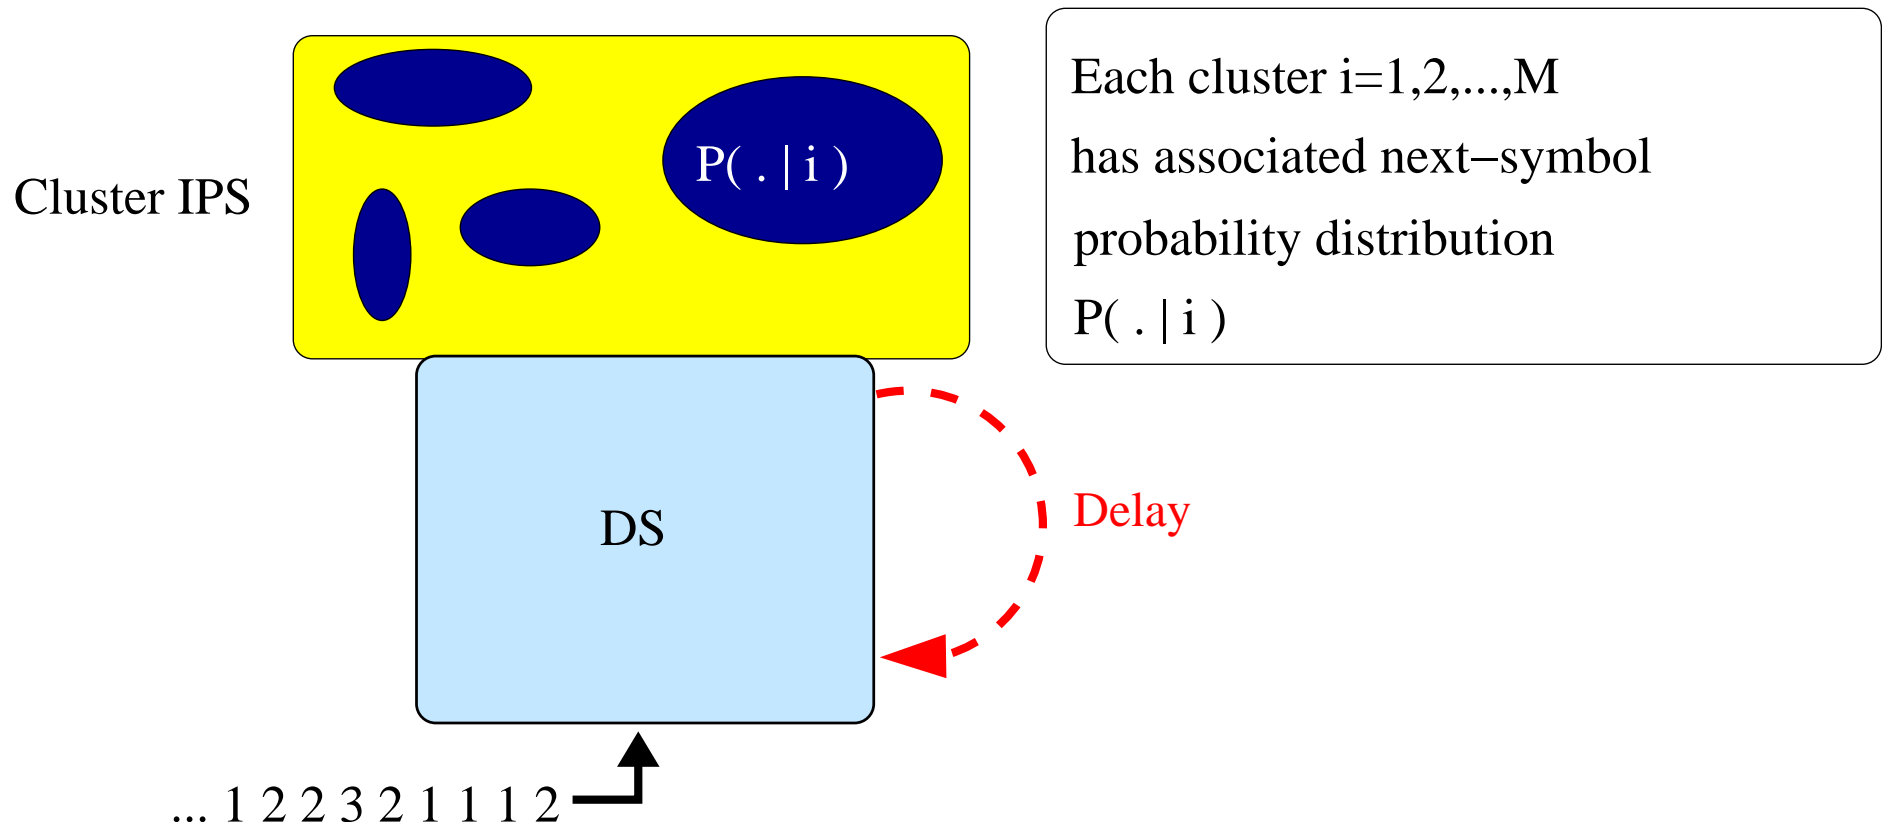 Each cluster i=1,2,...,M
has associated next−symbol
probability distribution
P( . | i )
P( . | i )
Cluster IPS
Delay
DS
... 1 2 2 3 2 1 1 1 2